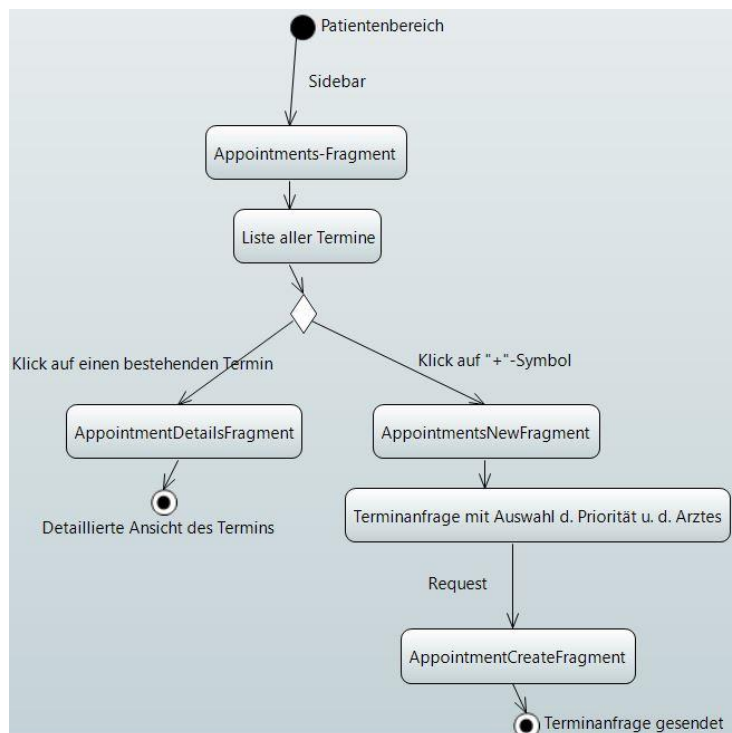 Patientenbereich
Sidebar
Appointments-Fragment
Liste aller Termine
Klick auf einen bestehenden Termin
Klick auf "+"-Symbol
AppointmentDetailsFragment
AppointmentsNewFragment
Detaillierte Ansicht des Termins
Terminanfrage mit Auswahl d. Priorität u. d. Arztes
Request
AppointmentCreateFragment
Terminanfrage gesendet